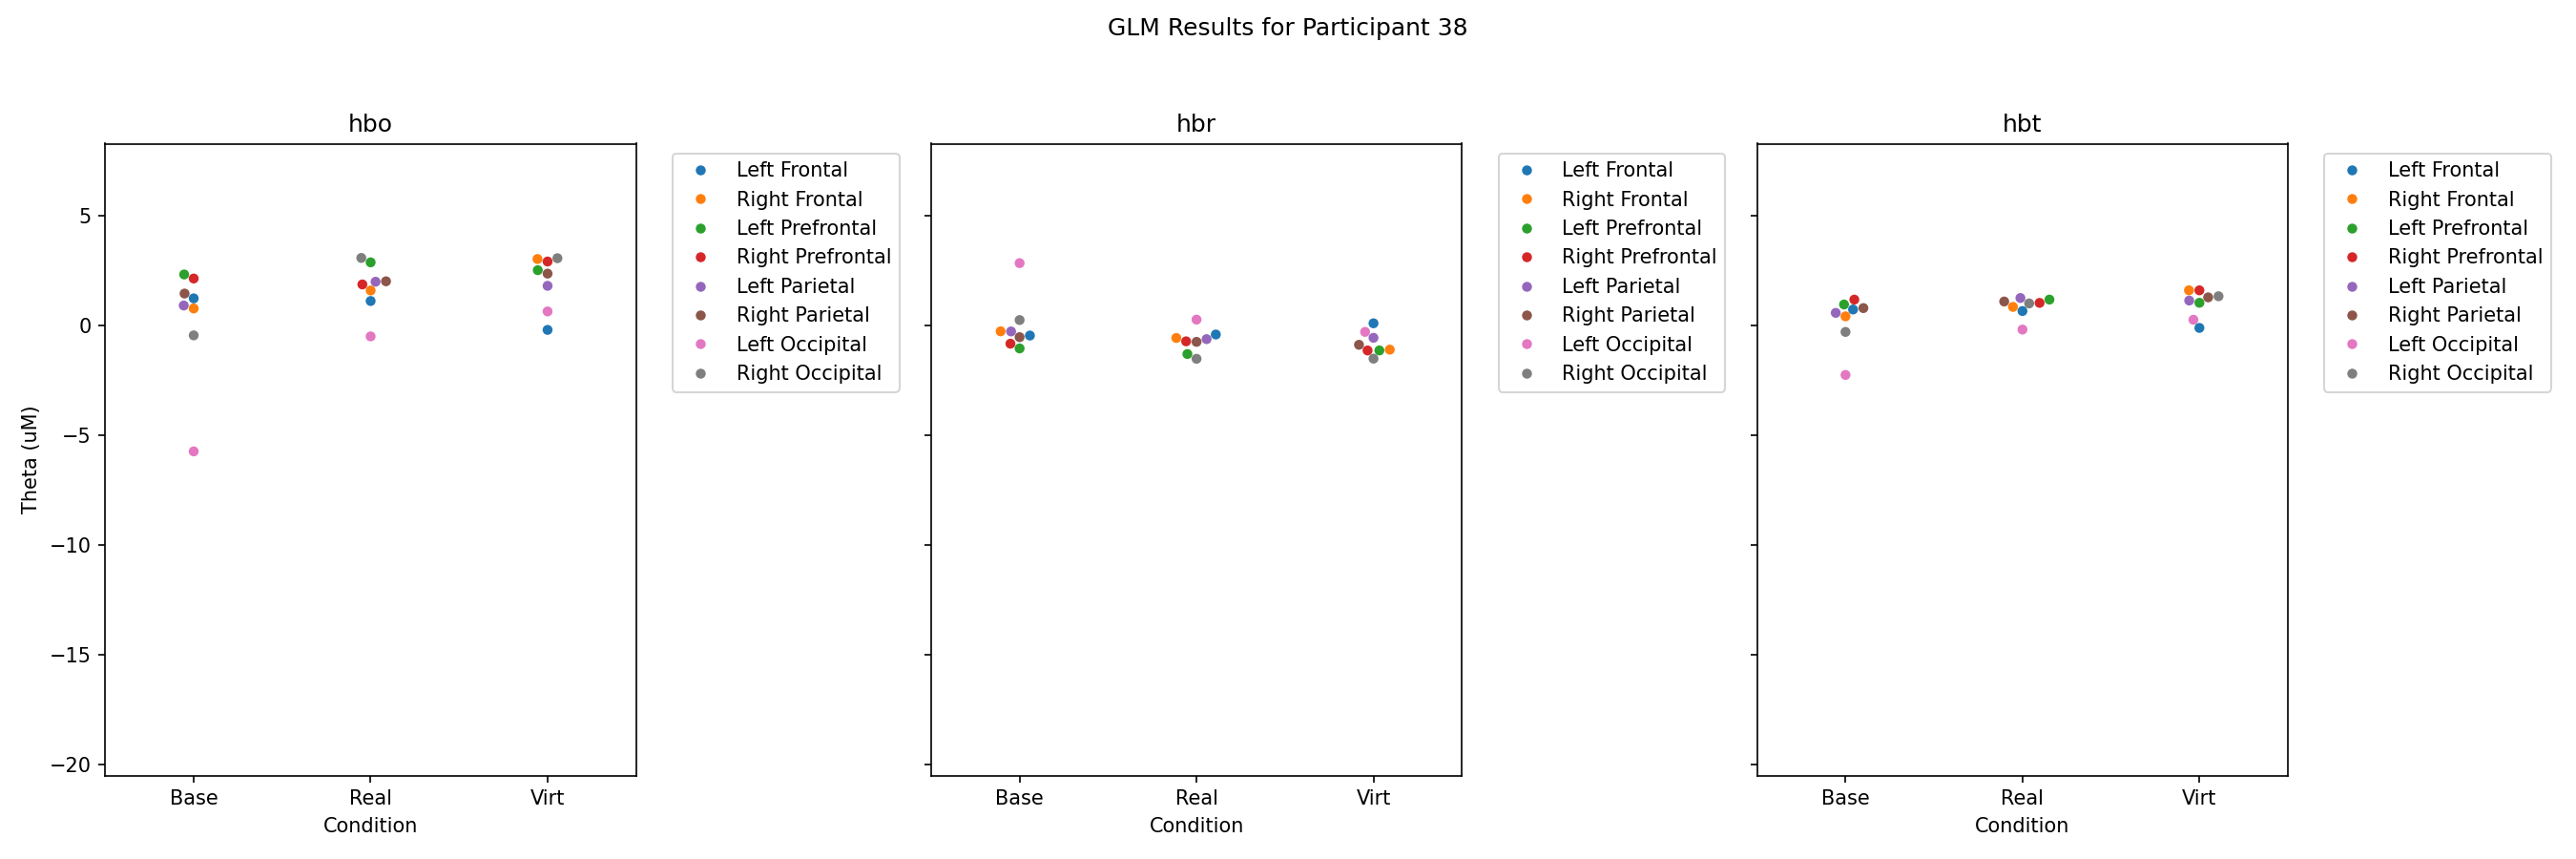 GLM Results for Participant 38
hbo
5
0
−5
−10
−15
−20
Theta (uM)
Base Real Virt
Condition
Left Frontal
Right Frontal
Left Prefrontal
Right Prefrontal
Left Parietal
Right Parietal
Left Occipital
Right Occipital
hbr
Base Real Virt
Condition
Left Frontal
Right Frontal
Left Prefrontal
Right Prefrontal
Left Parietal
Right Parietal
Left Occipital
Right Occipital
hbt
Base Real Virt
Condition
Left Frontal
Right Frontal
Left Prefrontal
Right Prefrontal
Left Parietal
Right Parietal
Left Occipital
Right Occipital